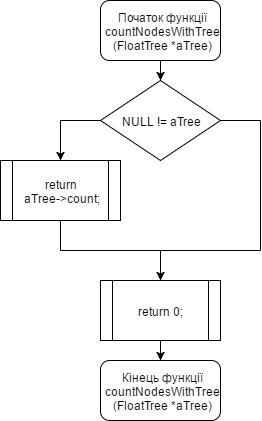 Початок функції
countNodesWithTree
(FloatTree *aTree)
NULL != aTree
return
aTree->count;
return 0;
Кінець функції
countNodesWithTree
(FloatTree *aTree)